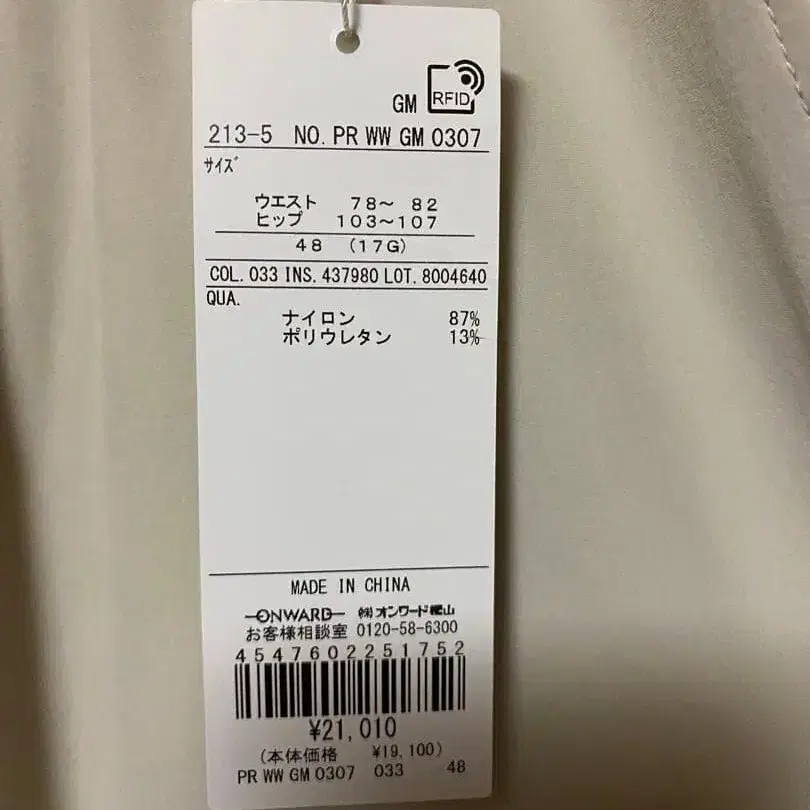 GM RFID
213-5 NO. PR WW GM 0307
サイズ
ウエスト 78〜 82
ヒップ 103〜107
48 (17G)
COL. 033 INS. 437980 LOT. 8004640
QUA.
ナイロン 87%
ポリウレタン 13%
MADE IN CHINA
ONWARD ㈱オンワード樫山
お客様相談室 0120-58-6300
4547602251752
¥21,010
(本体価格 ¥19,100)
PR WW GM 0307 033 48